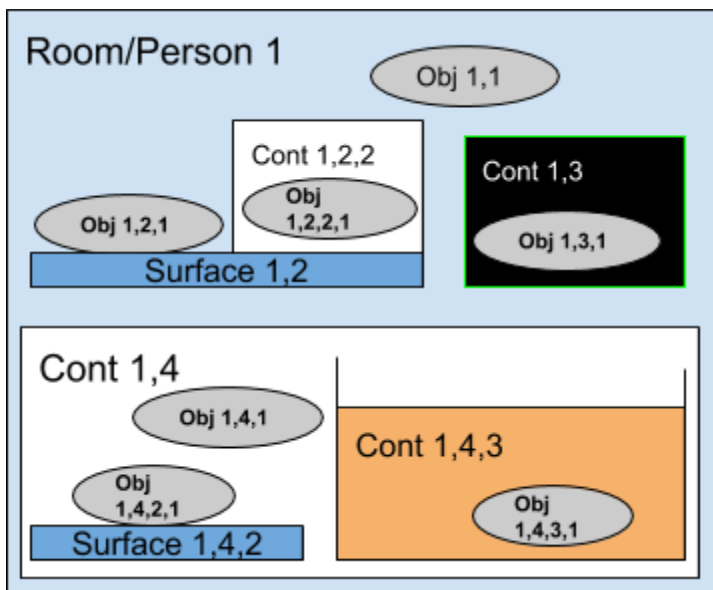 Room/Person 1
Obj 1,1
Cont 1,2,2
Cont 1,3
Obj
1,2,2,1
Obj 1,2,1
Obj 1,3,1
Surface 1,2
Cont 1,4
Obj 1,4,1
Cont 1,4,3
Obj
1,4,2,1
Obj
1,4,3,1
Surface 1,4,2